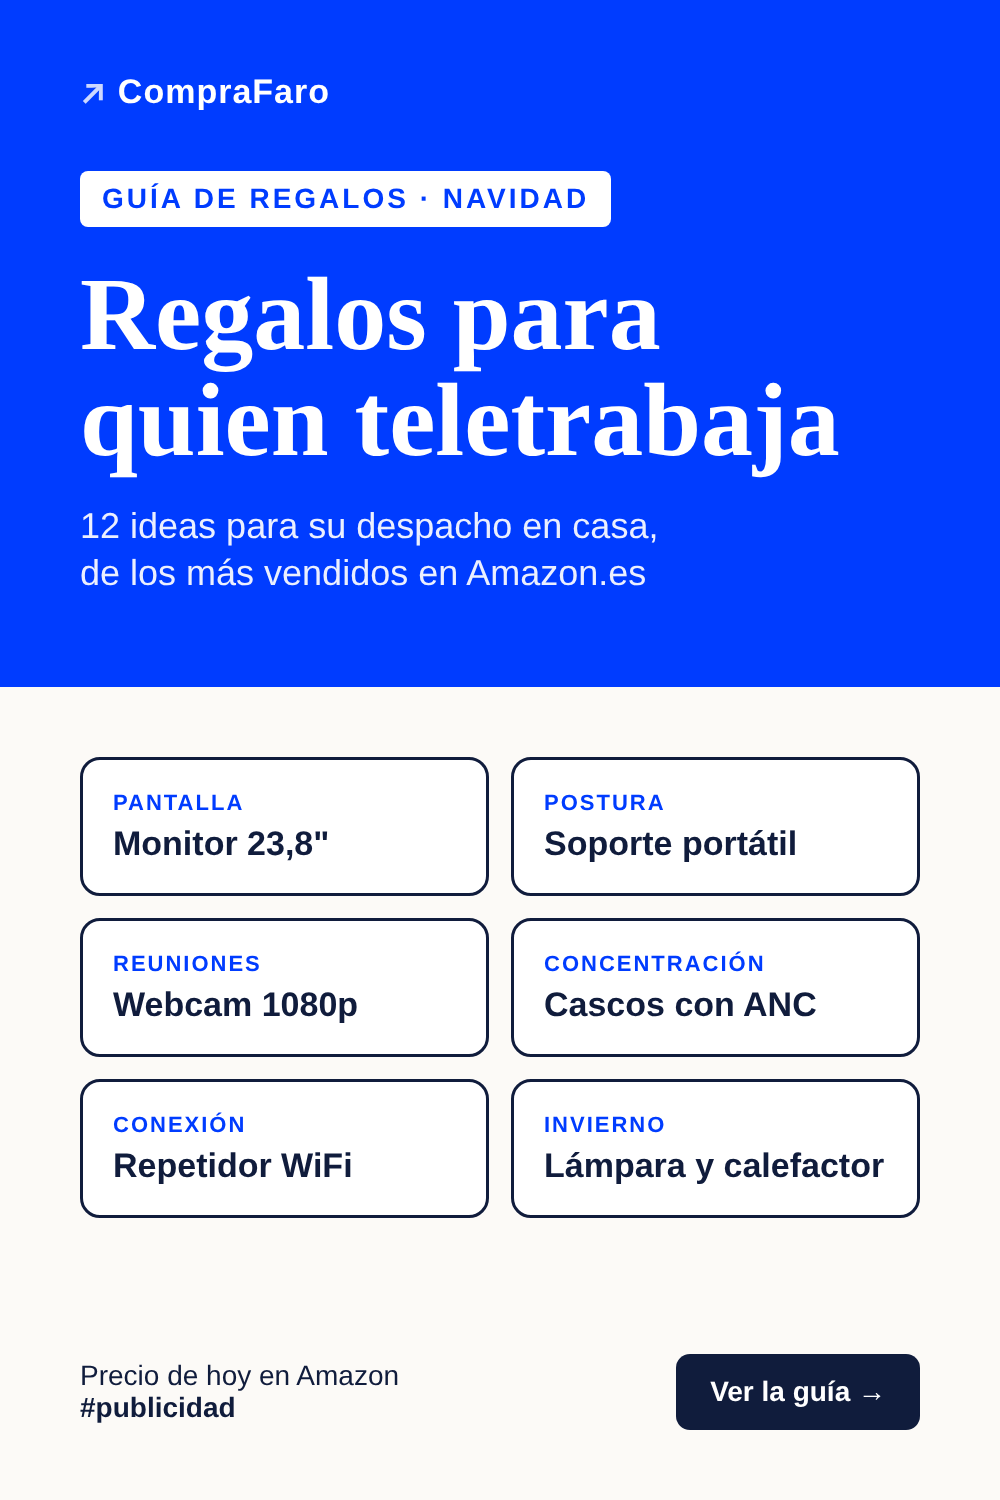 ↗ CompraFaro
GUÍA DE REGALOS · NAVIDAD
Regalos para
quien teletrabaja
12 ideas para su despacho en casa,
de los más vendidos en Amazon.es
PANTALLA
Monitor 23,8"
POSTURA
Soporte portátil
REUNIONES
Webcam 1080p
CONCENTRACIÓN
Cascos con ANC
CONEXIÓN
Repetidor WiFi
INVIERNO
Lámpara y calefactor
Precio de hoy en Amazon
#publicidad
Ver la guía →